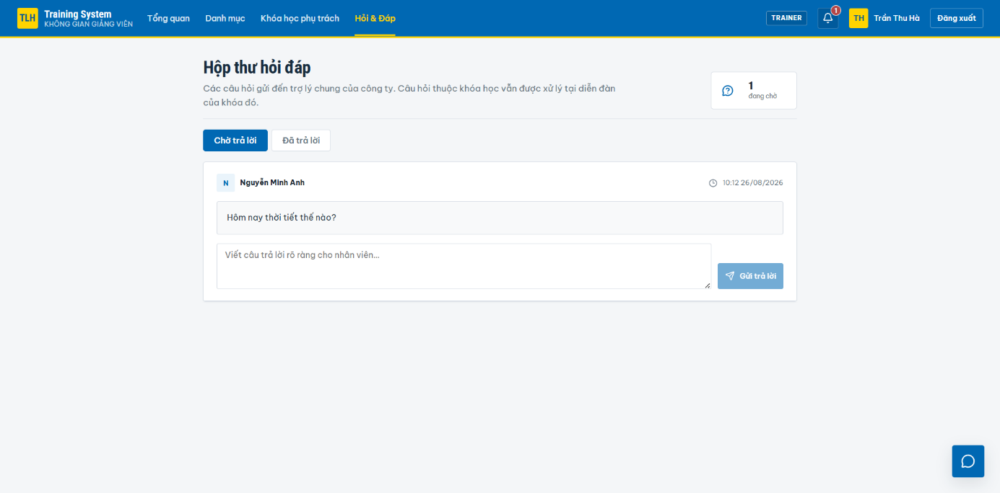 TLH
Training System
KHÔNG GIAN GIẢNG VIÊN
Tổng quan
Danh mục
Khóa học phụ trách
Hỏi & Đáp
TRAINER
1
TH
Trần Thu Hà
Đăng xuất
Hộp thư hỏi đáp
Các câu hỏi gửi đến trợ lý chung của công ty. Câu hỏi thuộc khóa học vẫn được xử lý tại diễn đàn
của khóa đó.
1
đang chờ
Chờ trả lời
Đã trả lời
N
Nguyễn Minh Anh
10:12 26/08/2026
Hôm nay thời tiết thế nào?
Viết câu trả lời rõ ràng cho nhân viên...
Gửi trả lời